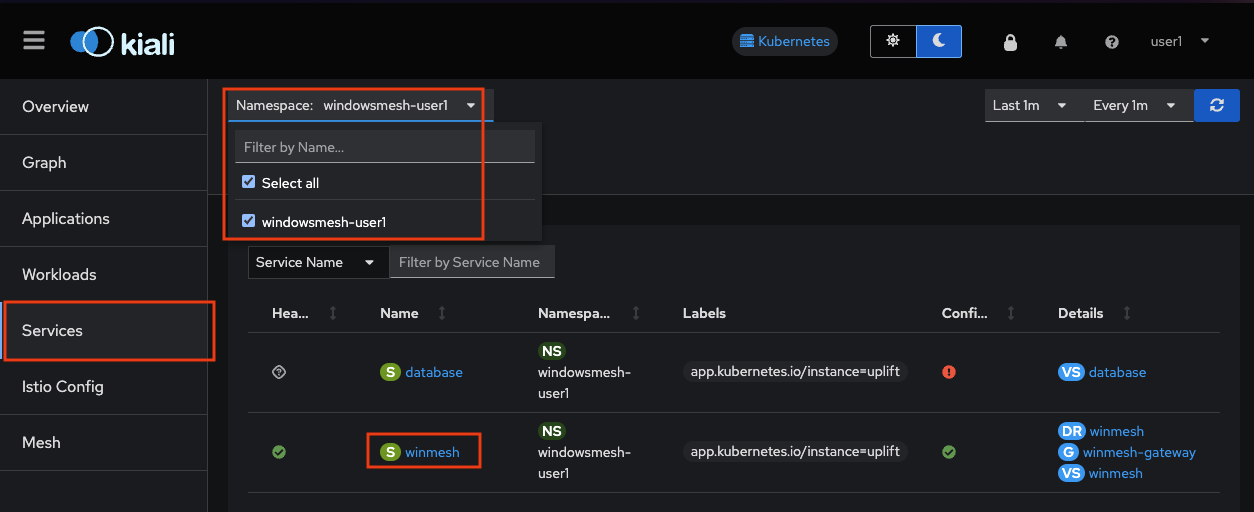 kiali
Kubernetes
user1
Overview
Graph
Applications
Workloads
Services
Istio Config
Mesh
Namespace: windowsmesh-user1
Last 1m
Every 1m
Filter by Name...
Select all
windowsmesh-user1
Service Name
Filter by Service Name
Hea...
Name
Namespa...
Labels
Confi...
Details
S database
NS
windowsmesh-
user1
app.kubernetes.io/instance=uplift
VS database
S winmesh
NS
windowsmesh-
user1
app.kubernetes.io/instance=uplift
DR winmesh
G winmesh-gateway
VS winmesh